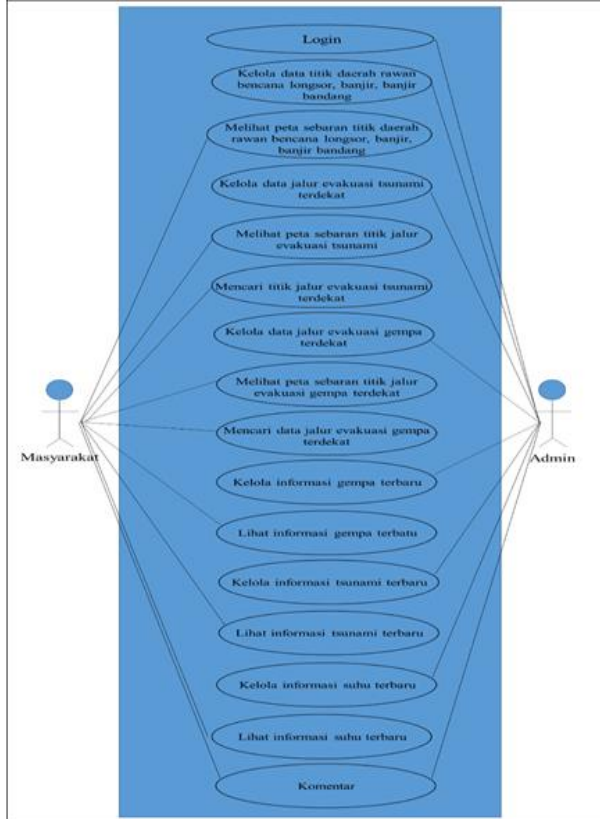 Login
Kelola data titik daerah rawan
bencana longsor, banjir, banjir
bandang
Melihat peta sebaran titik daerah
rawan bencana longsor, banjir,
banjir bandang
Kelola data jalur evakuasi tsunami
terdekat
Melihat peta sebaran titik jalur
evakuasi tsunami
Mencari titik jalur evakuasi tsunami
terdekat
Kelola data jalur evakuasi gempa
terdekat
Melihat peta sebaran titik jalur
evakuasi gempa terdekat
Mencari data jalur evakuasi gempa
terdekat
Masyarakat
Admin
Kelola informasi gempa terbaru
Lihat informasi gempa terbatu
Kelola informasi tsunami terbaru
Lihat informasi tsunami terbaru
Kelola informasi suhu terbaru
Lihat informasi suhu terbaru
Komentar